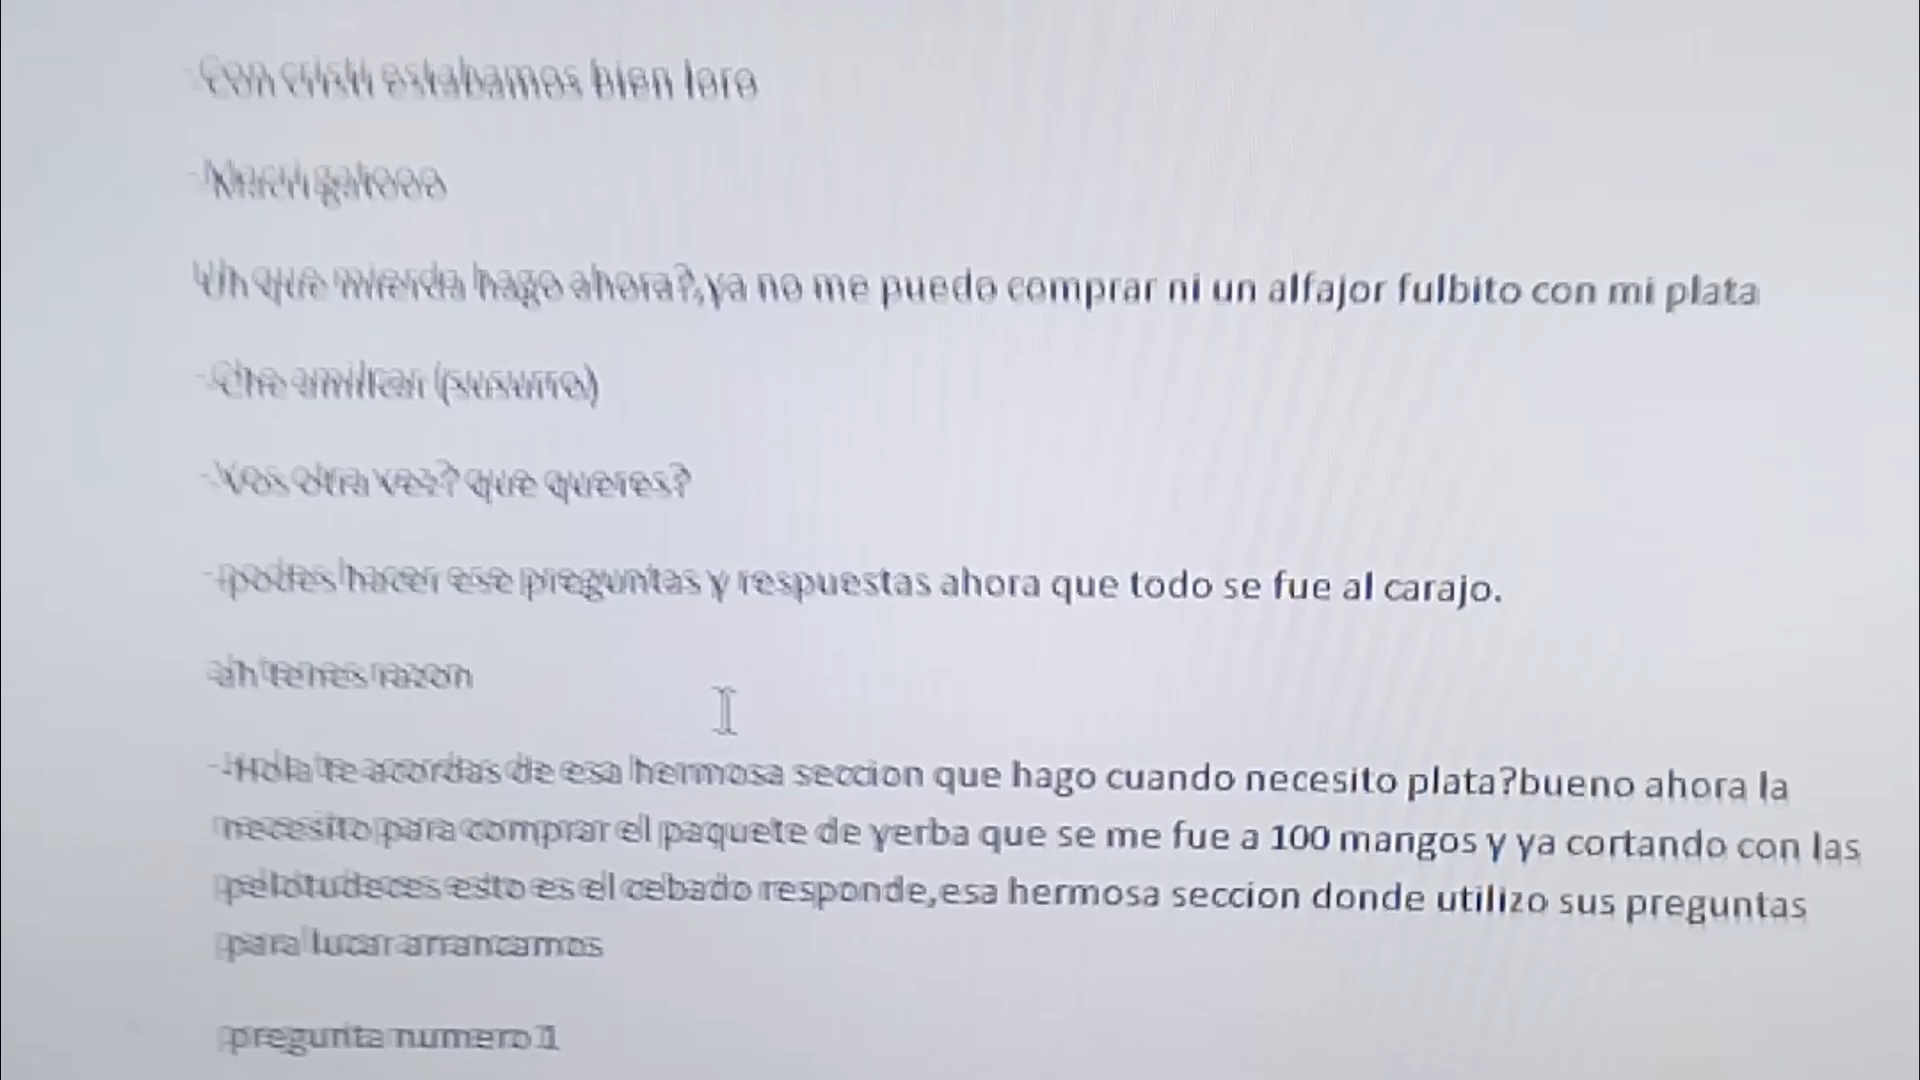 -Con cristi estabamos bien loro
-Macri gatooo
Uh que mierda hago ahora?,ya no me puedo comprar ni un alfajor fulbito con mi plata
-Che amilcar (susurro)
-Vos otra vez? que queres?
-podes hacer ese preguntas y respuestas ahora que todo se fue al carajo.
ah tenes razon
-Hola te acordas de esa hermosa seccion que hago cuando necesito plata?bueno ahora la
necesito para comprar el paquete de yerba que se me fue a 100 mangos y ya cortando con las
pelotudeces esto es el cebado responde,esa hermosa seccion donde utilizo sus preguntas
para lucar arrancamos
pregunta numero 1